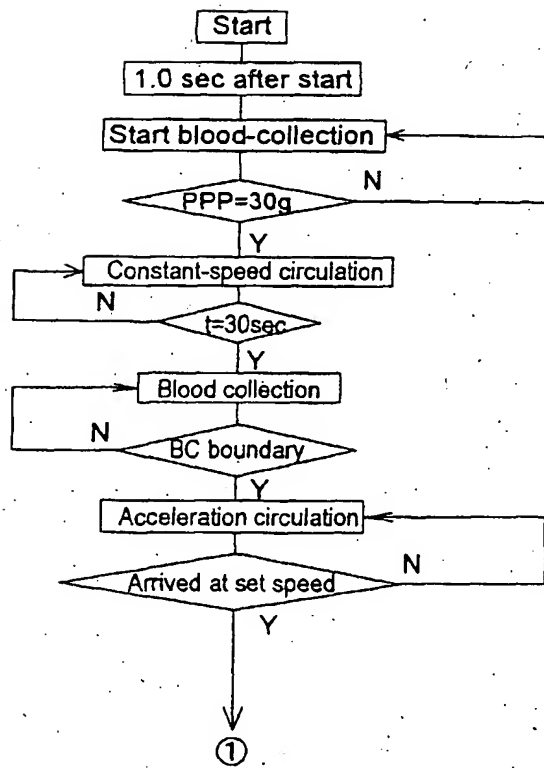 Start
1.0 sec after start
Start blood-collection
N
PPP=30g
Y
Constant-speed circulation
N
t=30sec
Y
Blood collection
N
BC boundary
Y
Acceleration circulation
N
Arrived at set speed
Y
①